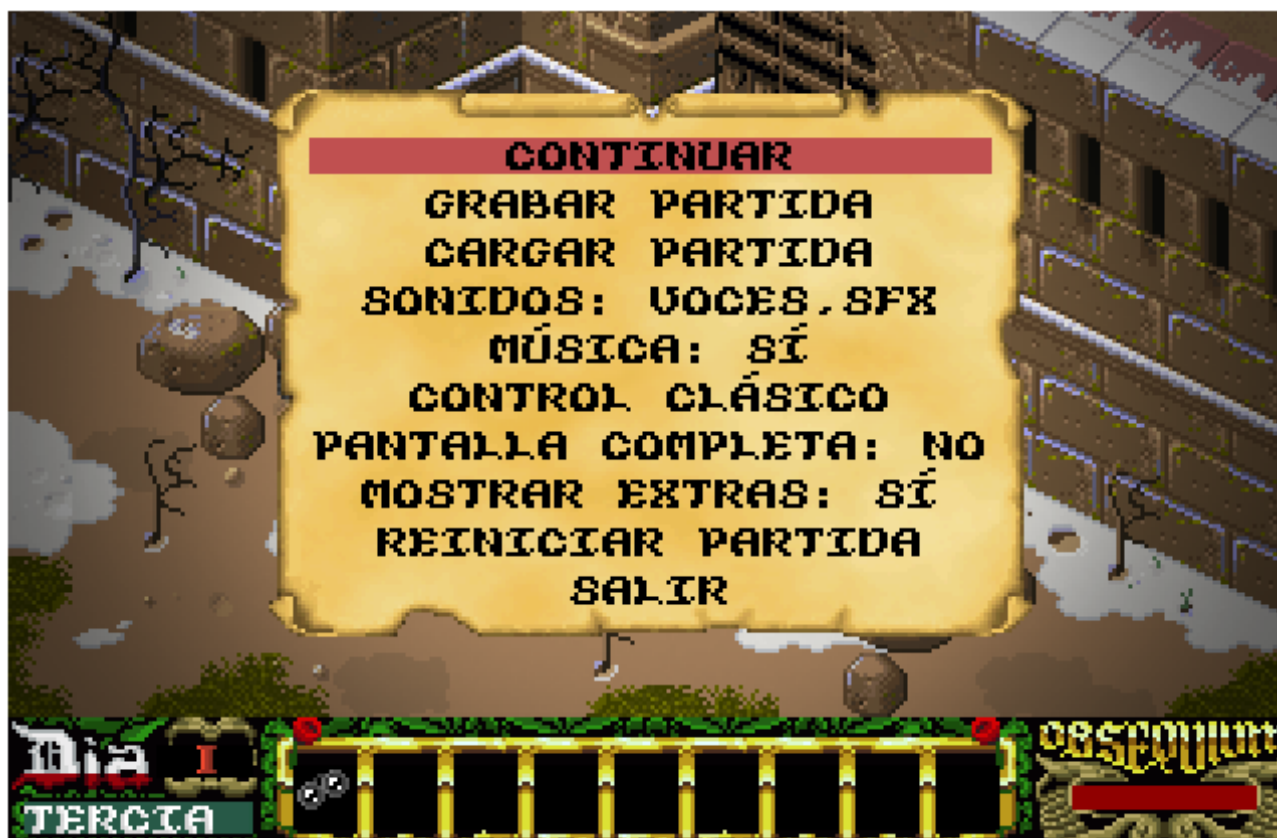 CONTINUAR
GRABAR PARTIDA
CARGAR PARTIDA
SONIDOS: VOCES,SFX
MÚSICA: SÍ
CONTROL CLÁSICO
PANTALLA COMPLETA: NO
MOSTRAR EXTRAS: SÍ
REINICIAR PARTIDA
SALIR
Dia I
TERCIA
OBSEQUIUM